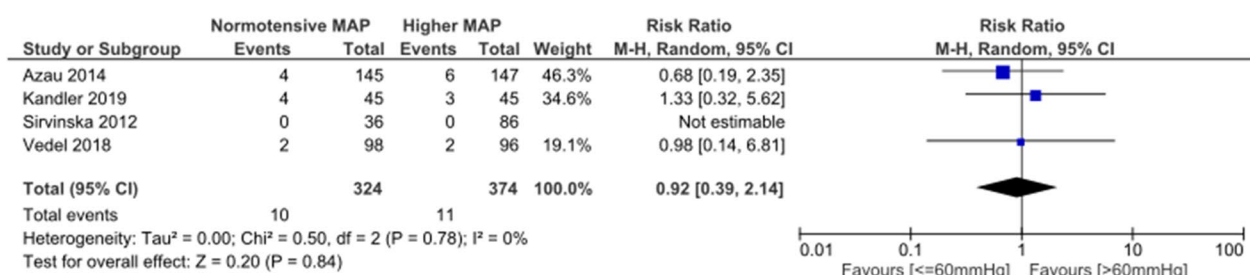 Normotensive MAP Higher MAP Risk Ratio Risk Ratio
Study or Subgroup Events Total Events Total Weight M-H, Random, 95% CI M-H, Random, 95% CI
Azau 2014 4 145 6 147 46.3% 0.68 [0.19, 2.35]
Kandler 2019 4 45 3 45 34.6% 1.33 [0.32, 5.62]
Sirvinska 2012 0 36 0 86 Not estimable
Vedel 2018 2 98 2 96 19.1% 0.98 [0.14, 6.81]
Total (95% CI) 324 374 100.0% 0.92 [0.39, 2.14]
Total events 10 11
Heterogeneity: Tau² = 0.00; Chi² = 0.50, df = 2 (P = 0.78); I² = 0%
Test for overall effect: Z = 0.20 (P = 0.84)
0.01 0.1 1 10 100
Favours [<=60mmHg] Favours [>60mmHg]